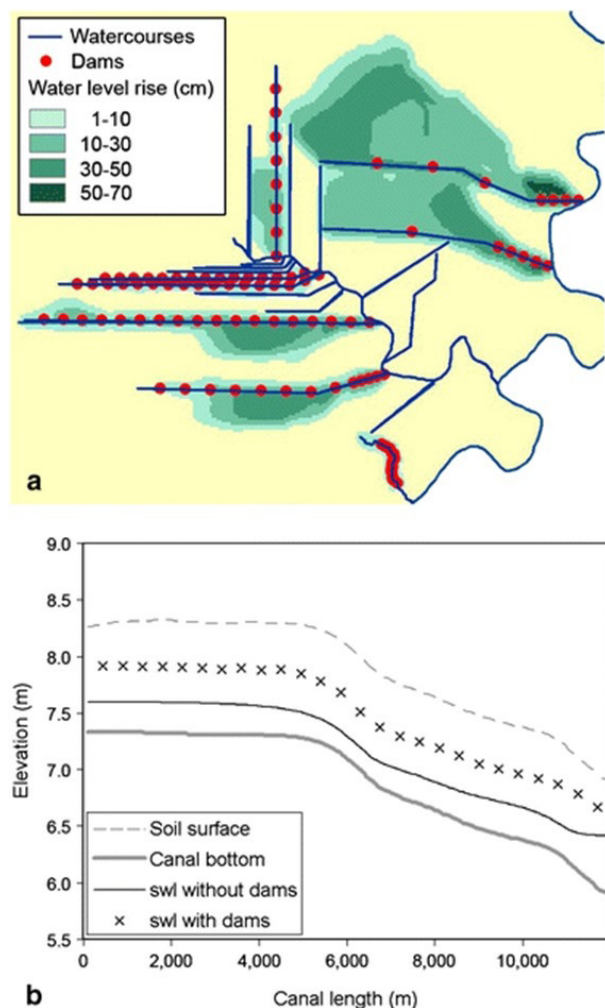 Watercourses
Dams
Water level rise (cm)
1-10
10-30
30-50
50-70
a
9.0
8.5
8.0
7.5
7.0
6.5
6.0
5.5
Elevation (m)
Soil surface
Canal bottom
swl without dams
swl with dams
0 2,000 4,000 6,000 8,000 10,000
Canal length (m)
b